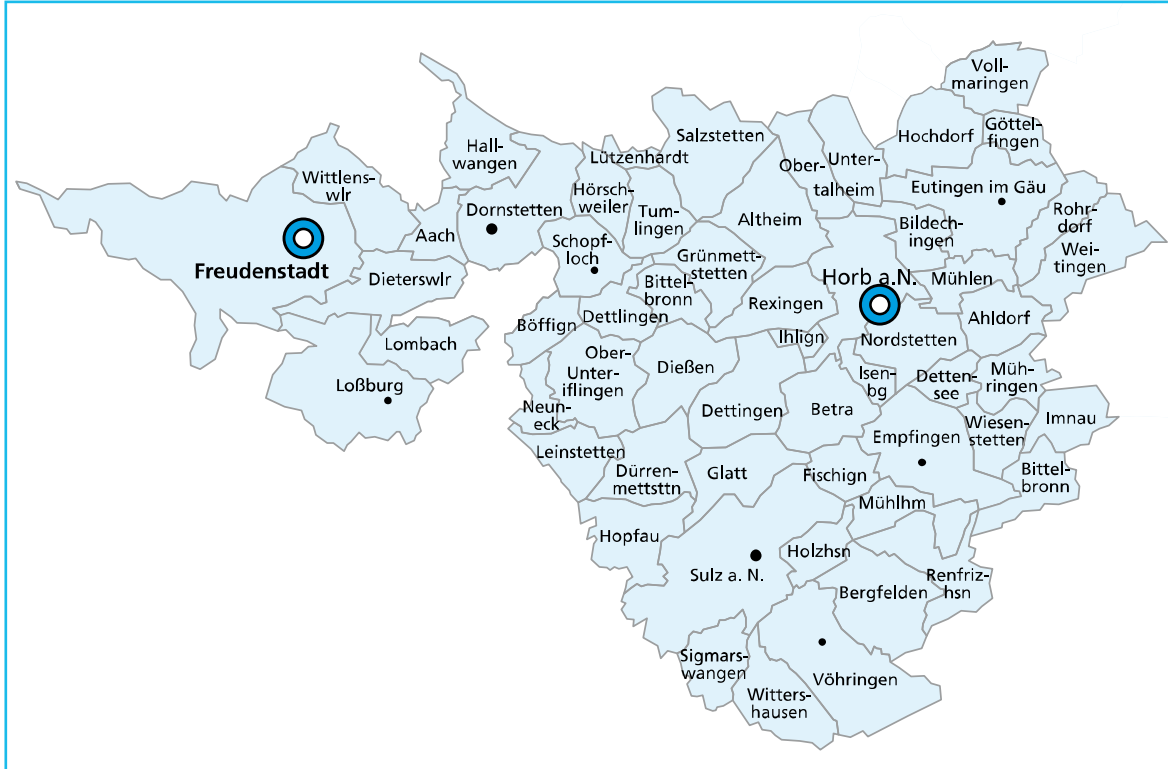 Voll-
maringen
Hochdorf
Göttel-
fingen
Salzstetten
Hall-
wangen
Lützenhardt
Ober-
Unter-
talheim
Wittlens-
wlr
Eutingen im Gäu
Hörsch-
weiler
Tum-
lingen
Altheim
Bildech-
ingen
Rohr-
dorf
Wei-
tingen
Dornstetten
Aach
Schopf-
loch
Grünmett-
stetten
Freudenstadt
Dieterswlr
Bittel-
bronn
Rexingen
Horb a.N.
Mühlen
Böffign
Dettlingen
Ahldorf
Ihlign
Nordstetten
Lombach
Ober-
Unter-
iflingen
Dießen
Isen-
bg
Detten-
see
Müh-
ringen
Loßburg
Neun-
eck
Dettingen
Betra
Wiesen-
stetten
Imnau
Empfingen
Leinstetten
Dürren-
mettsttn
Glatt
Fischign
Bittel-
bronn
Mühlhm
Hopfau
Holzhsn
Sulz a. N.
Bergfelden
Renfriz-
hsn
Sigmars-
wangen
Vöhringen
Witters-
hausen